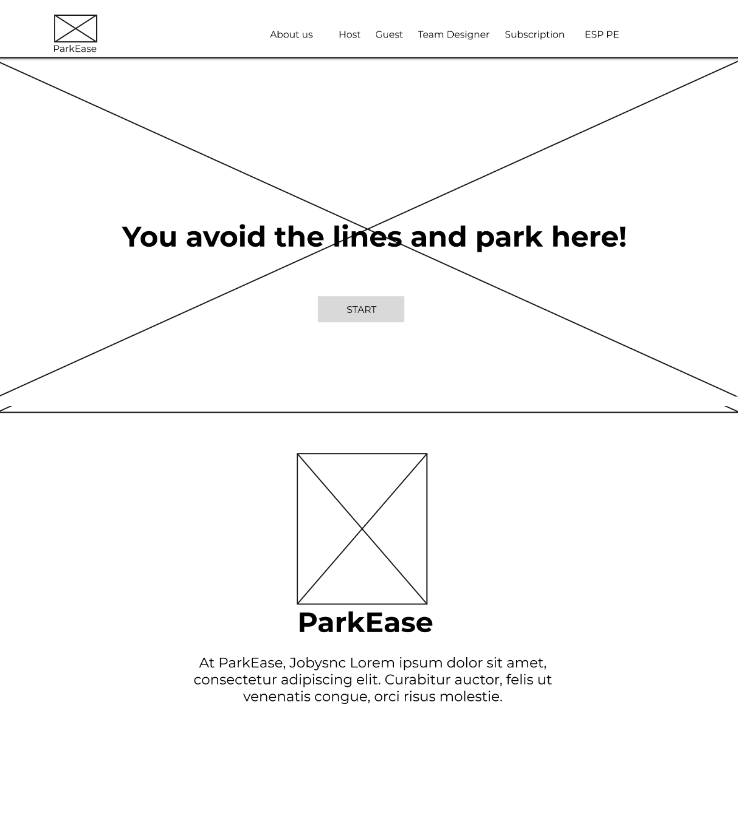 About us Host Guest Team Designer Subscription ESP PE
ParkEase
You avoid the lines and park here!
START
ParkEase
At ParkEase, Jobysnc Lorem ipsum dolor sit amet,
consectetur adipiscing elit. Curabitur auctor, felis ut
venenatis congue, orci risus molestie.